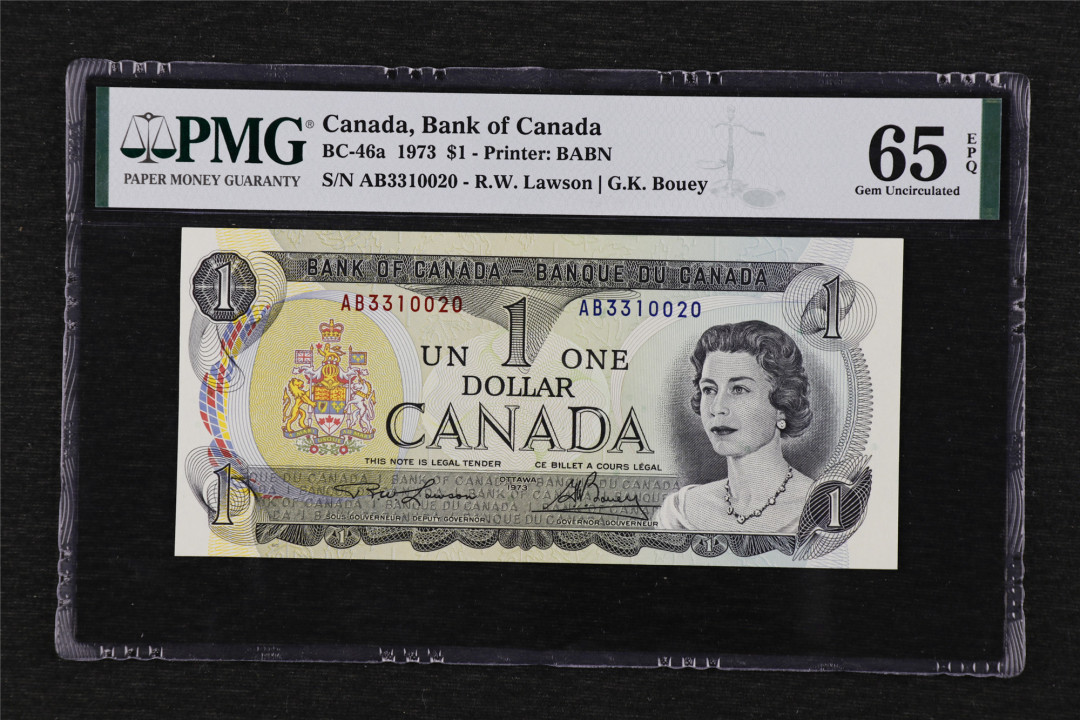 PMG®
PAPER MONEY GUARANTY
Canada, Bank of Canada
BC-46a 1973 $1 - Printer: BABN
S/N AB3310020 - R.W. Lawson | G.K. Bouey
65 EPQ
Gem Uncirculated
BANK OF CANADA – BANQUE DU CANADA
1
1
AB3310020
1
AB3310020
UN
ONE
DOLLAR
CANADA
THIS NOTE IS LEGAL TENDER
CE BILLET A COURS LÉGAL
OTTAWA
1973
1
1
SOUS-GOUVERNEUR - DEPUTY GOVERNOR
GOVERNOR - GOUVERNEUR
1
1